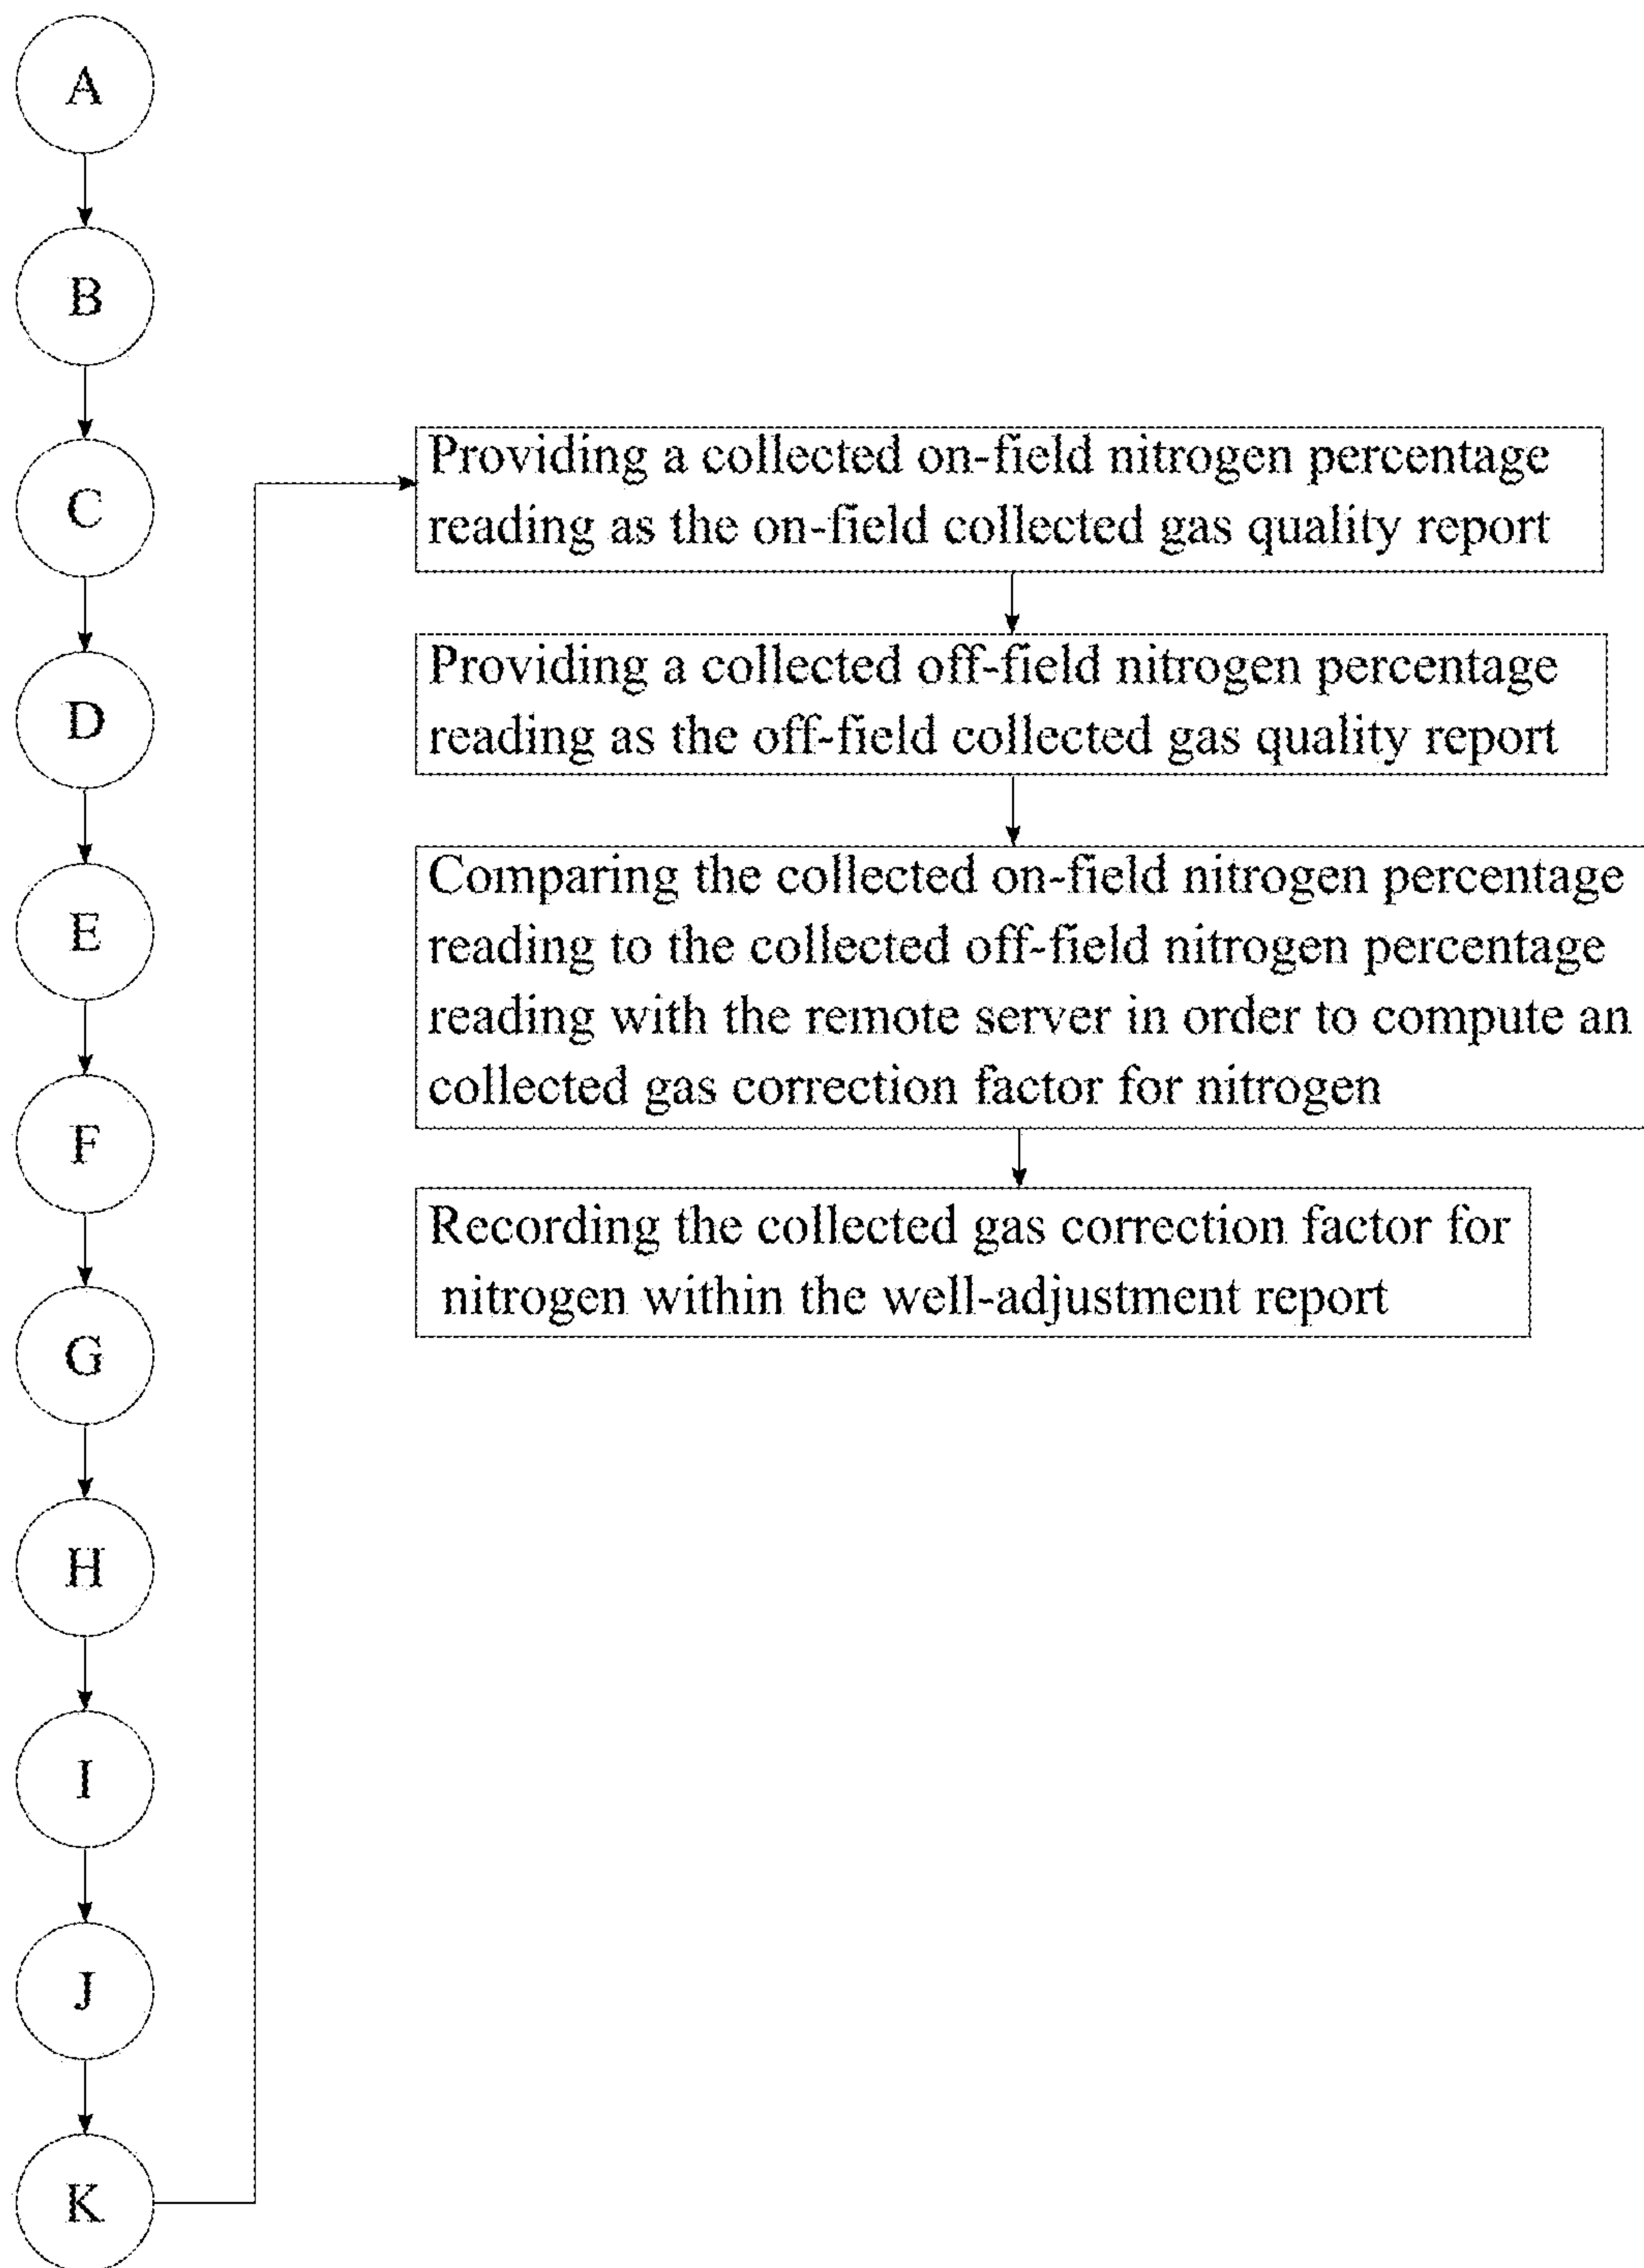 A
B
C
D
E
F
G
H
I
J
K
Providing a collected on-field nitrogen percentage
reading as the on-field collected gas quality report
Providing a collected off-field nitrogen percentage
reading as the off-field collected gas quality report
Comparing the collected on-field nitrogen percentage
reading to the collected off-field nitrogen percentage
reading with the remote server in order to compute an
collected gas correction factor for nitrogen
Recording the collected gas correction factor for
nitrogen within the well-adjustment report